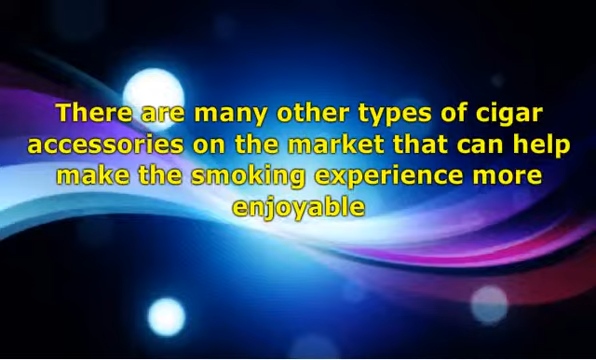 There are many other types of cigar
accessories on the market that can help
make the smoking experience more
enjoyable